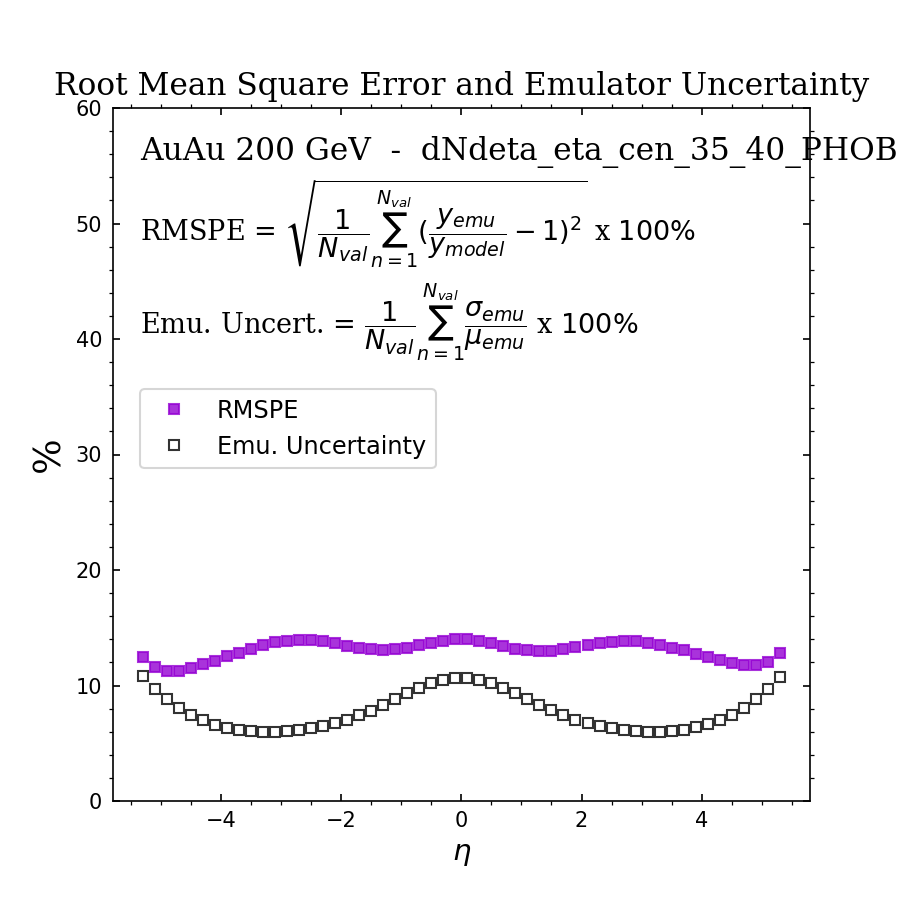 Root Mean Square Error and Emulator Uncertainty
AuAu 200 GeV - dNdeta_eta_cen_35_40_PHOB
RMSPE = √(1/N_val ∑_{n=1}^{N_val} (y_emu/y_model − 1)²) x 100%
Emu. Uncert. = 1/N_val ∑_{n=1}^{N_val} σ_emu/μ_emu x 100%
RMSPE
Emu. Uncertainty
%
60
50
40
30
20
10
0
−4 −2 0 2 4
η